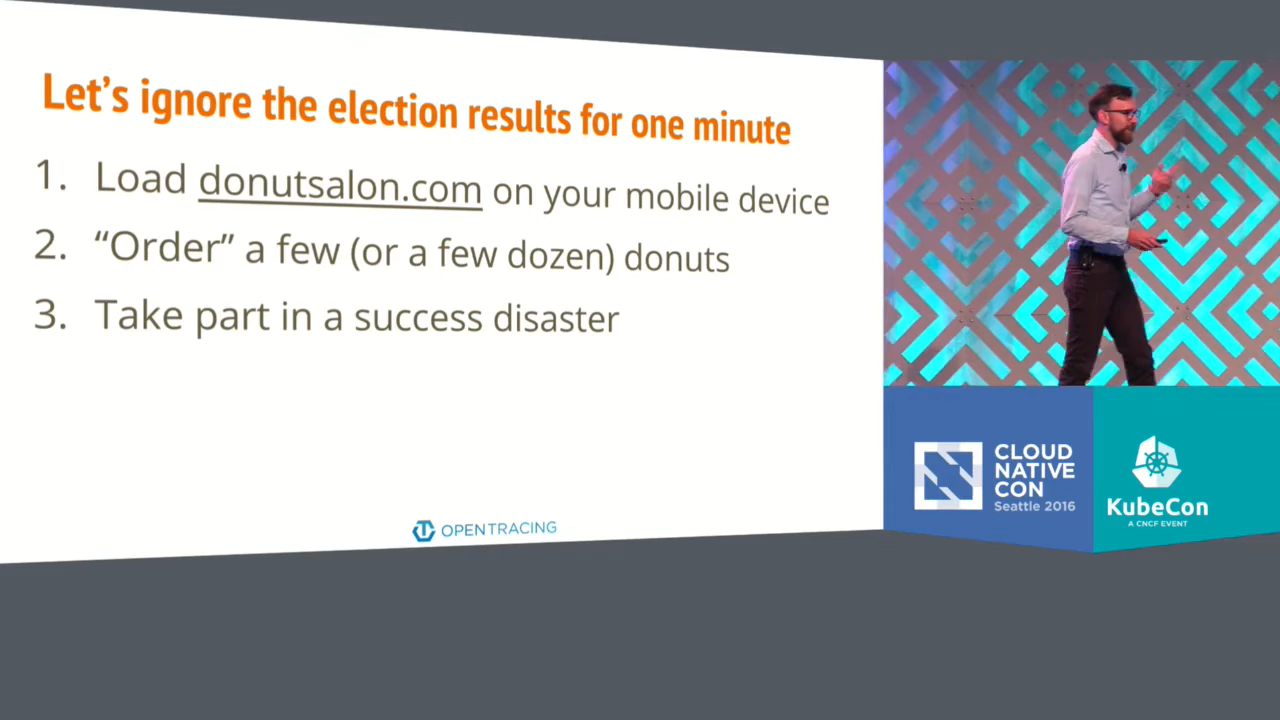 Let's ignore the election results for one minute
1. Load donutsalon.com on your mobile device
2. “Order” a few (or a few dozen) donuts
3. Take part in a success disaster
OPENTRACING
CLOUD
NATIVE
CON
Seattle 2016
KubeCon
A CNCF EVENT